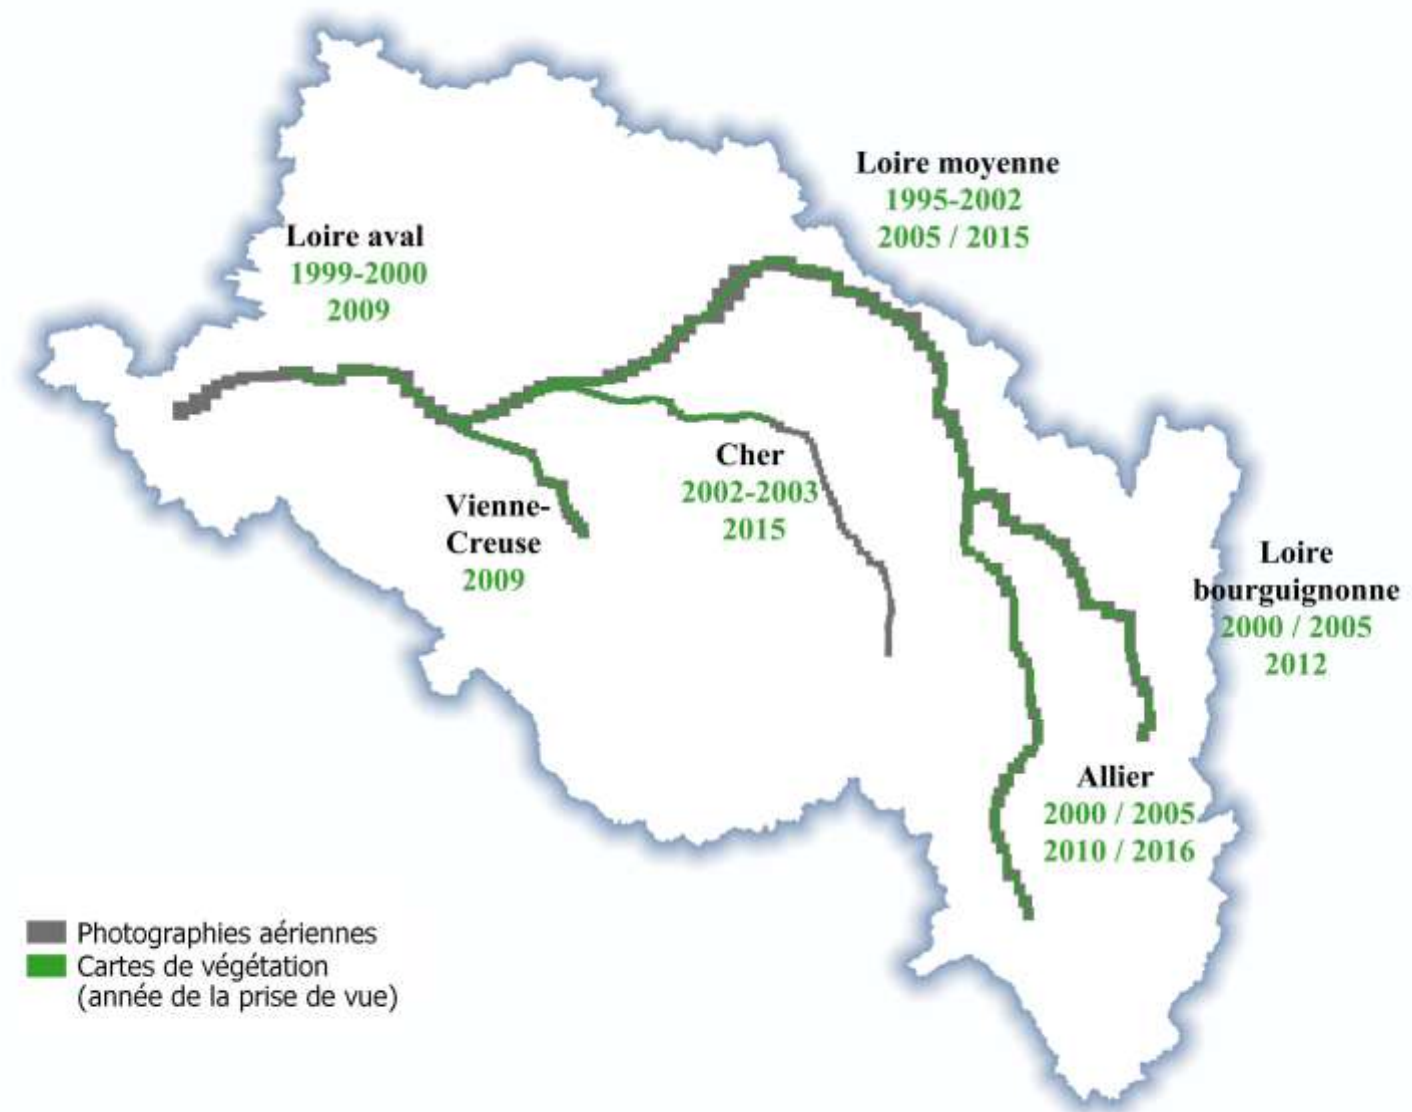 Loire moyenne
1995-2002
2005 / 2015
Loire aval
1999-2000
2009
Cher
2002-2003
2015
Vienne-
Creuse
2009
Loire
bourguignonne
2000 / 2005
2012
Allier
2000 / 2005
2010 / 2016
Photographies aériennes
Cartes de végétation
(année de la prise de vue)